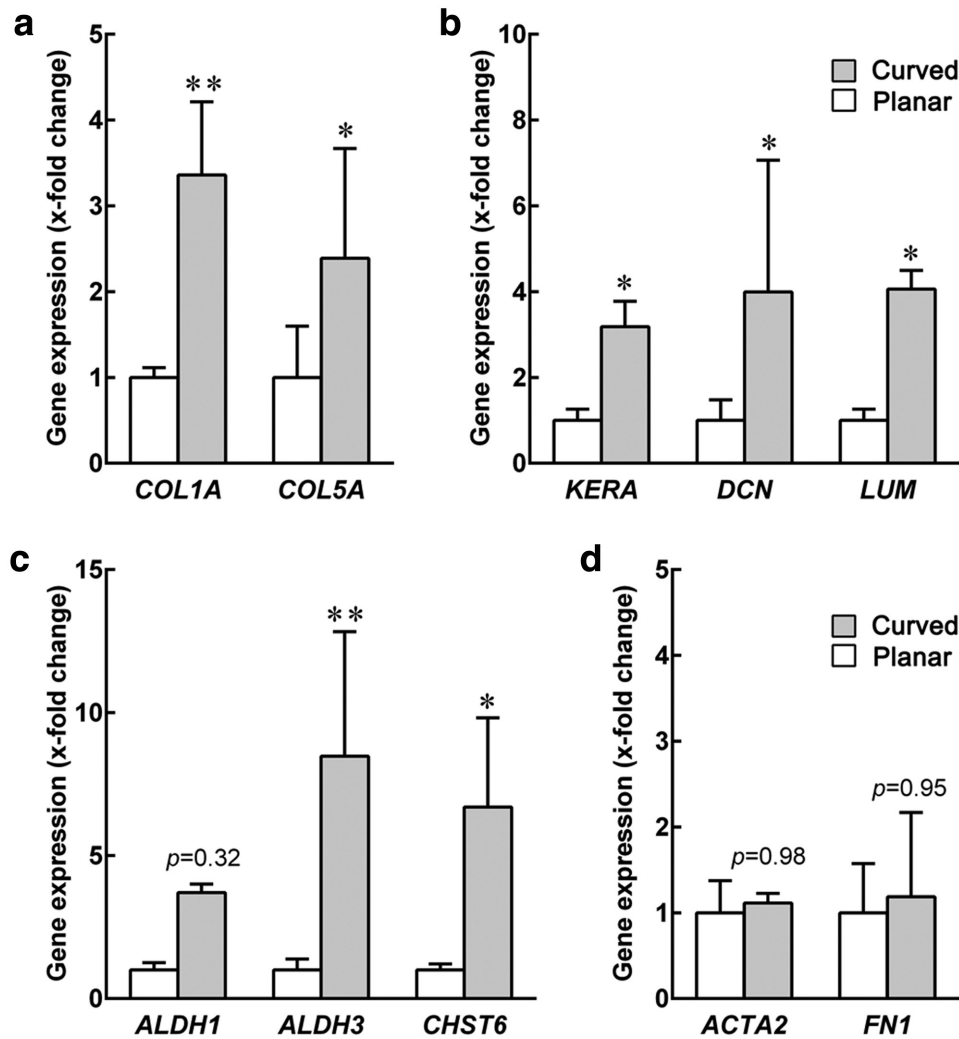 a
Gene expression (x-fold change)
5
4
3
2
1
0
**
*
COL1A COL5A
b
Gene expression (x-fold change)
10
8
6
4
2
0
Curved
Planar
*
*
*
KERA DCN LUM
c
Gene expression (x-fold change)
15
10
5
0
p=0.32
**
*
ALDH1 ALDH3 CHST6
d
Gene expression (x-fold change)
5
4
3
2
1
0
Curved
Planar
p=0.98
p=0.95
ACTA2 FN1